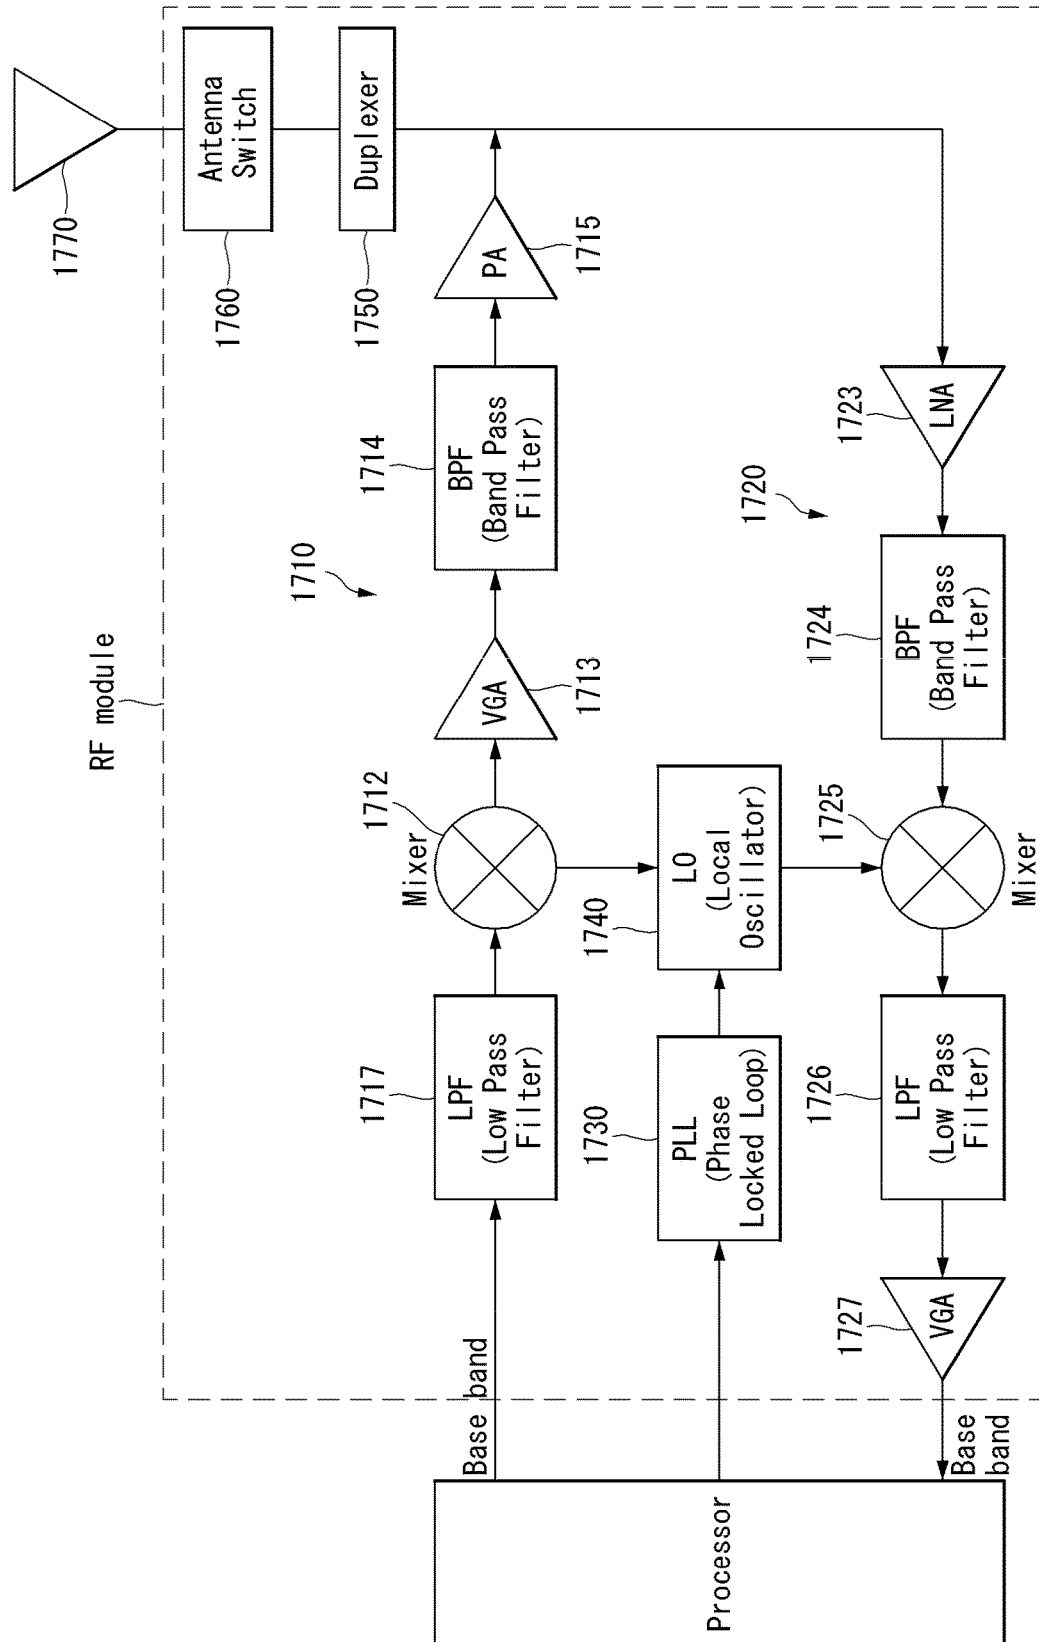 RF module
1770
Antenna
Switch
1760
Duplexer
1750
PA
1715
BPF
(Band Pass
Filter)
1714
1710
VGA
1713
Mixer
1712
LPF
(Low Pass
Filter)
1717
Base band
LO
(Local
Oscillator)
1740
PLL
(Phase
Locked Loop)
1730
Processor
LNA
1723
1720
BPF
(Band Pass
Filter)
1724
Mixer
1725
LPF
(Low Pass
Filter)
1726
VGA
1727
Base
band